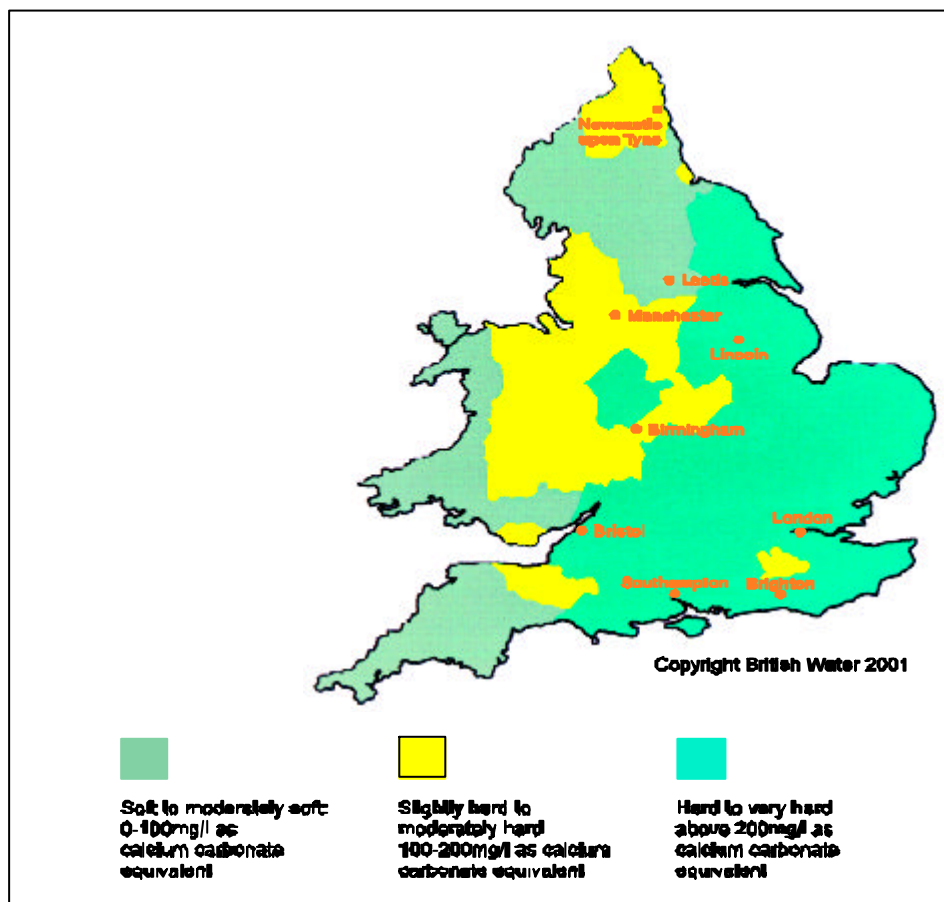 Newcastle
upon Tyne
Leeds
Manchester
Lincoln
Birmingham
Bristol
London
Southampton
Brighton
Copyright British Water 2001
Soft to moderately soft
0-100mg/l as
calcium carbonate
equivalent
Slightly hard to
moderately hard
100-200mg/l as calcium
carbonate equivalent
Hard to very hard
above 200mg/l as
calcium carbonate
equivalent